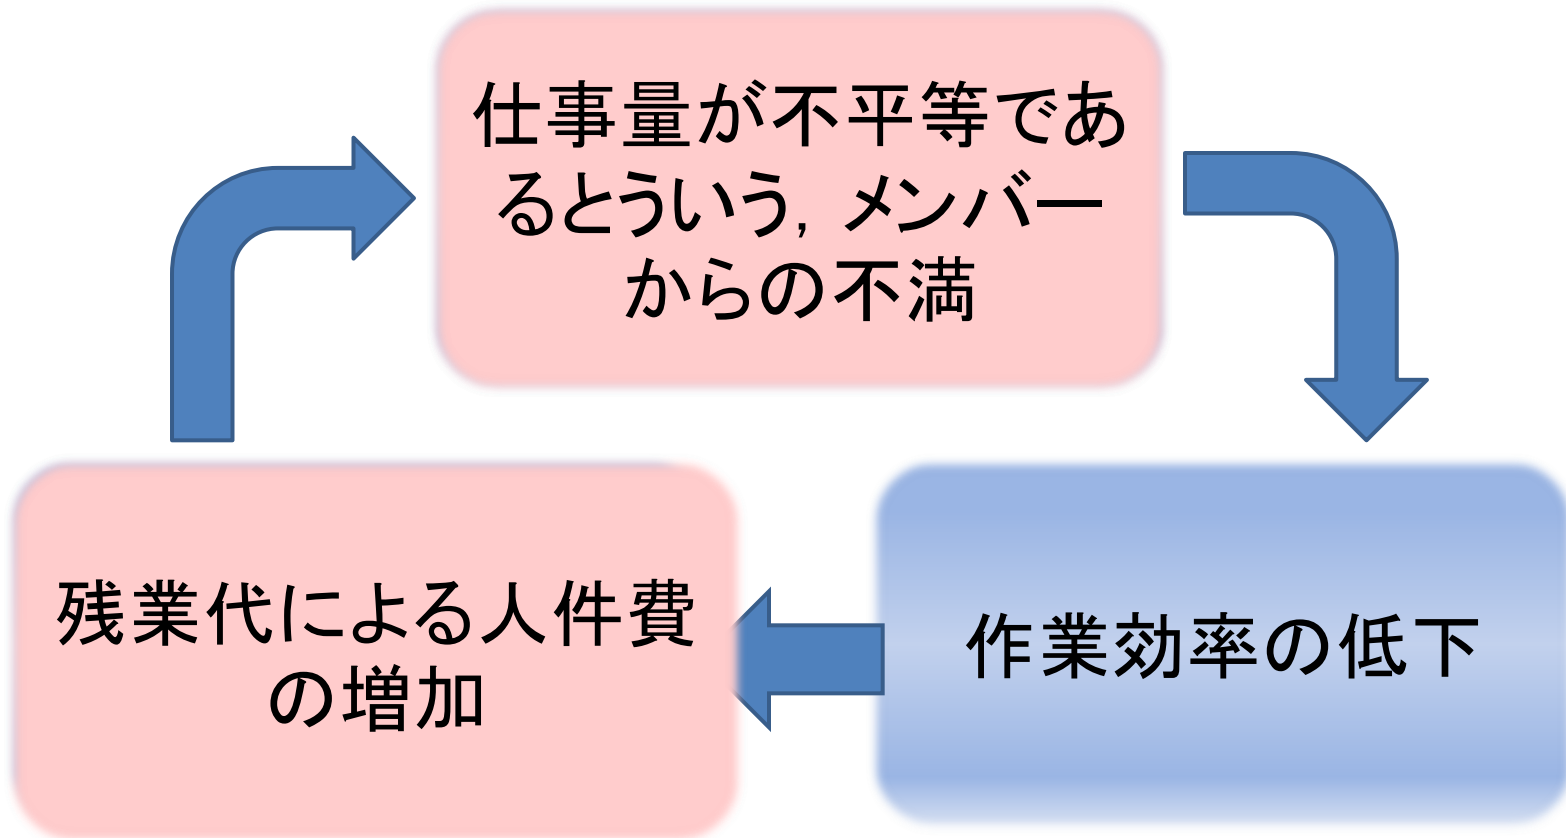 仕事量が不平等であ
るとういう, メンバー
からの不満
残業代による人件費
の増加
作業効率の低下